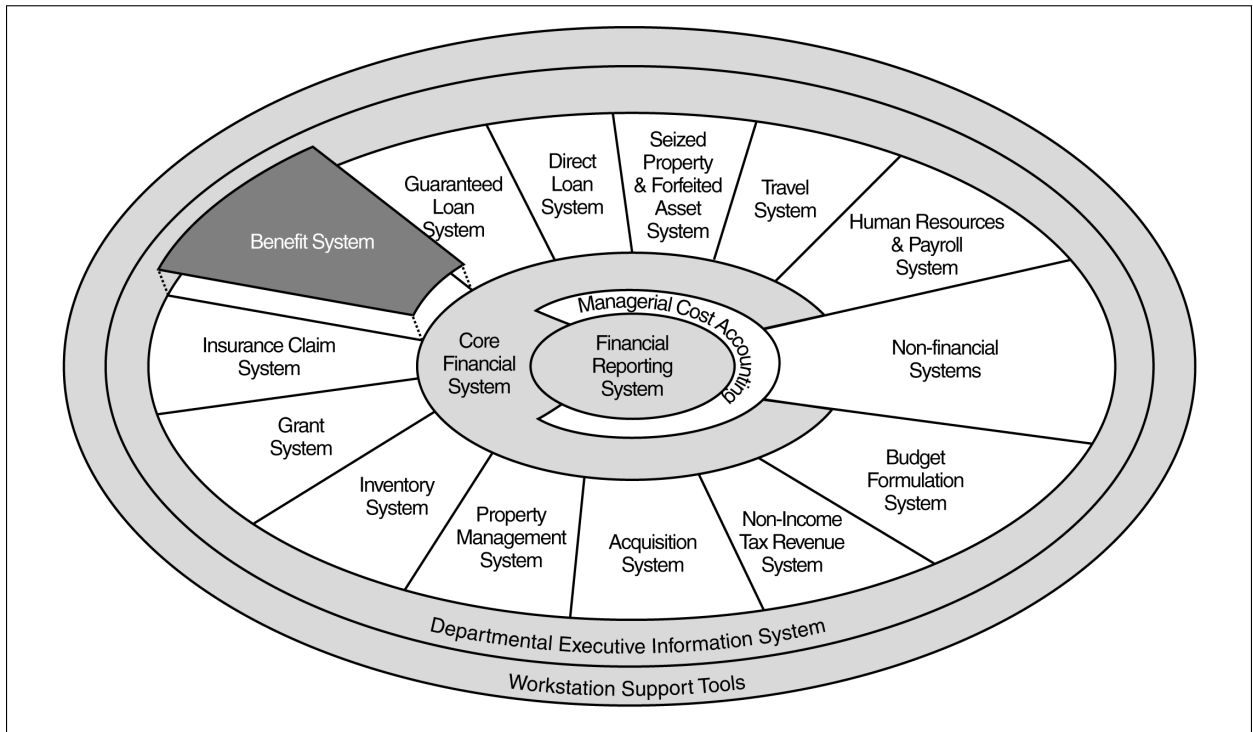 Seized
Property
& Forfeited
Asset
System
Direct
Loan
System
Guaranteed
Loan
System
Travel
System
Human Resources
& Payroll
System
Benefit System
Managerial Cost Accounting
Core
Financial
System
Financial
Reporting
System
Non-financial
Systems
Insurance Claim
System
Grant
System
Inventory
System
Property
Management
System
Acquisition
System
Non-Income
Tax Revenue
System
Budget
Formulation
System
Departmental Executive Information System
Workstation Support Tools